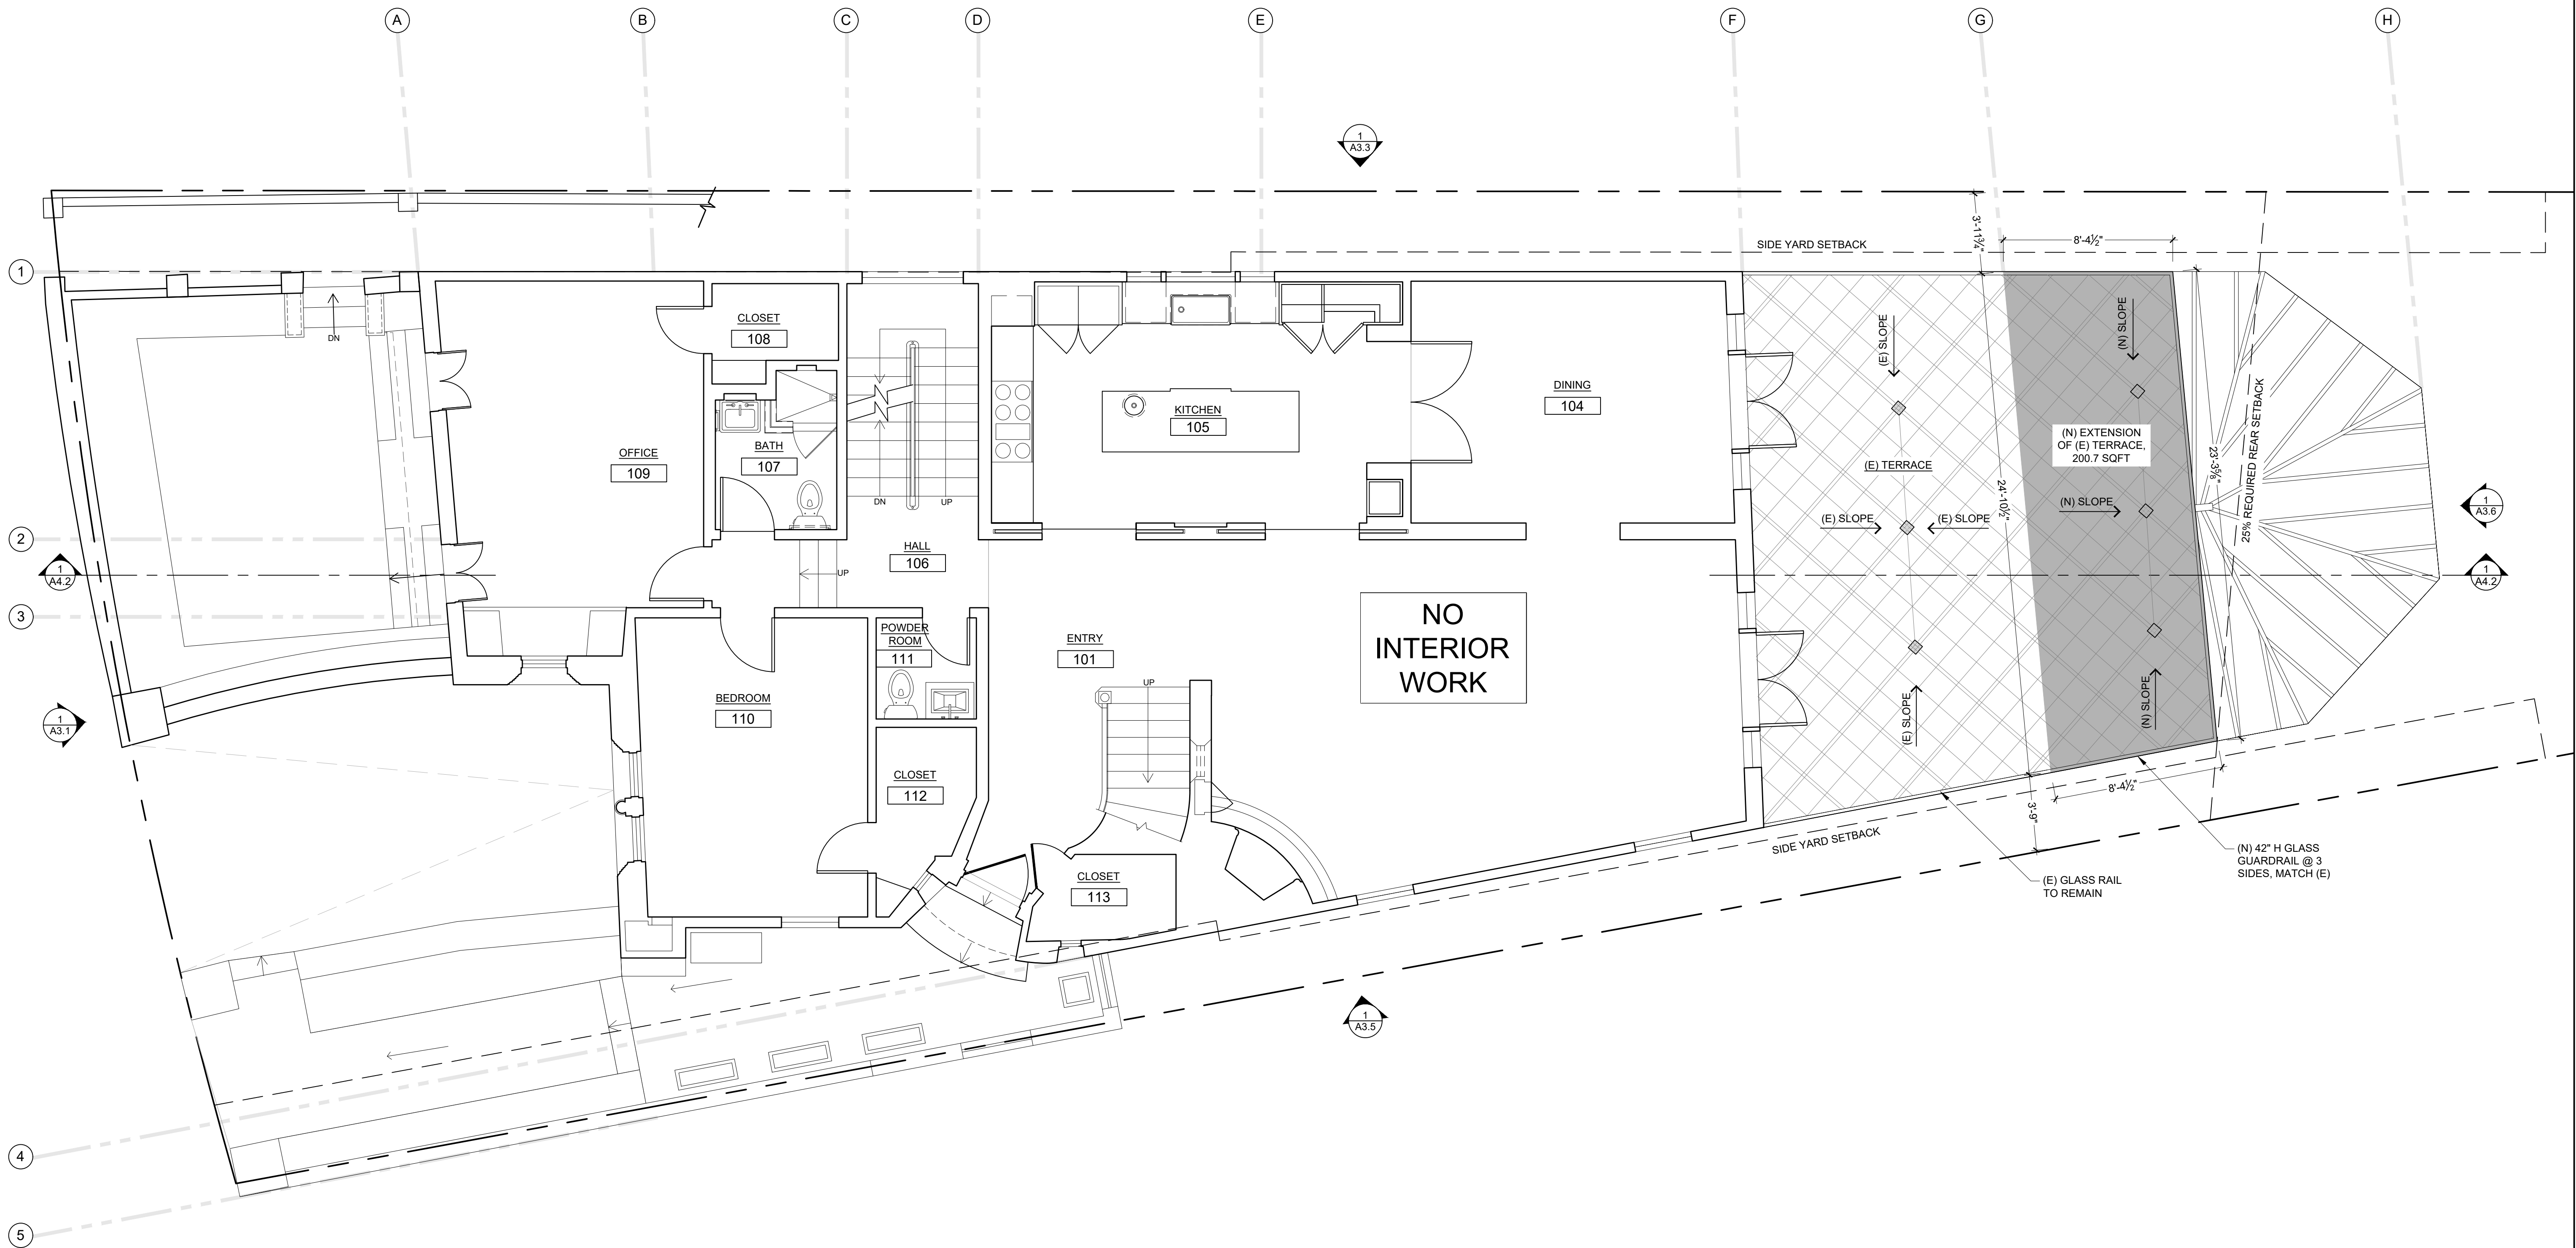 A
B
C
D
E
F
G
H
1
A3.3
3'-11¾"
SIDE YARD SETBACK
8'-4½"
1
DN
CLOSET
108
(E) SLOPE
(N) SLOPE
DINING
104
KITCHEN
105
OFFICE
109
BATH
107
(N) EXTENSION
OF (E) TERRACE,
200.7 SQFT
(E) TERRACE
25% REQUIRED REAR SETBACK
DN
UP
24'-10½"
(N) SLOPE
1
A3.6
(E) SLOPE
(E) SLOPE
2
HALL
106
UP
1
A4.2
1
A4.2
3
NO
INTERIOR
WORK
POWDER
ROOM
111
ENTRY
101
UP
BEDROOM
110
(E) SLOPE
(N) SLOPE
1
A3.1
CLOSET
112
8'-4½"
3'-9"
SIDE YARD SETBACK
(N) 42" H GLASS
GUARDRAIL @ 3
SIDES, MATCH (E)
(E) GLASS RAIL
TO REMAIN
CLOSET
113
1
A3.5
4
5